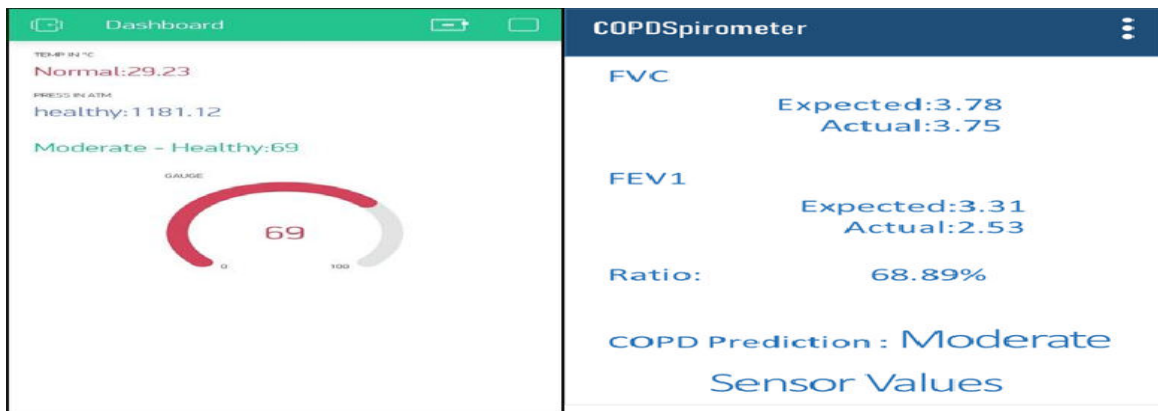 Dashboard
TEMP IN °C
Normal:29.23
PRESS IN ATM
healthy:1181.12
Moderate - Healthy:69
GAUGE
69
0 100
COPDSpirometer
FVC
Expected:3.78
Actual:3.75
FEV1
Expected:3.31
Actual:2.53
Ratio: 68.89%
COPD Prediction : Moderate
Sensor Values